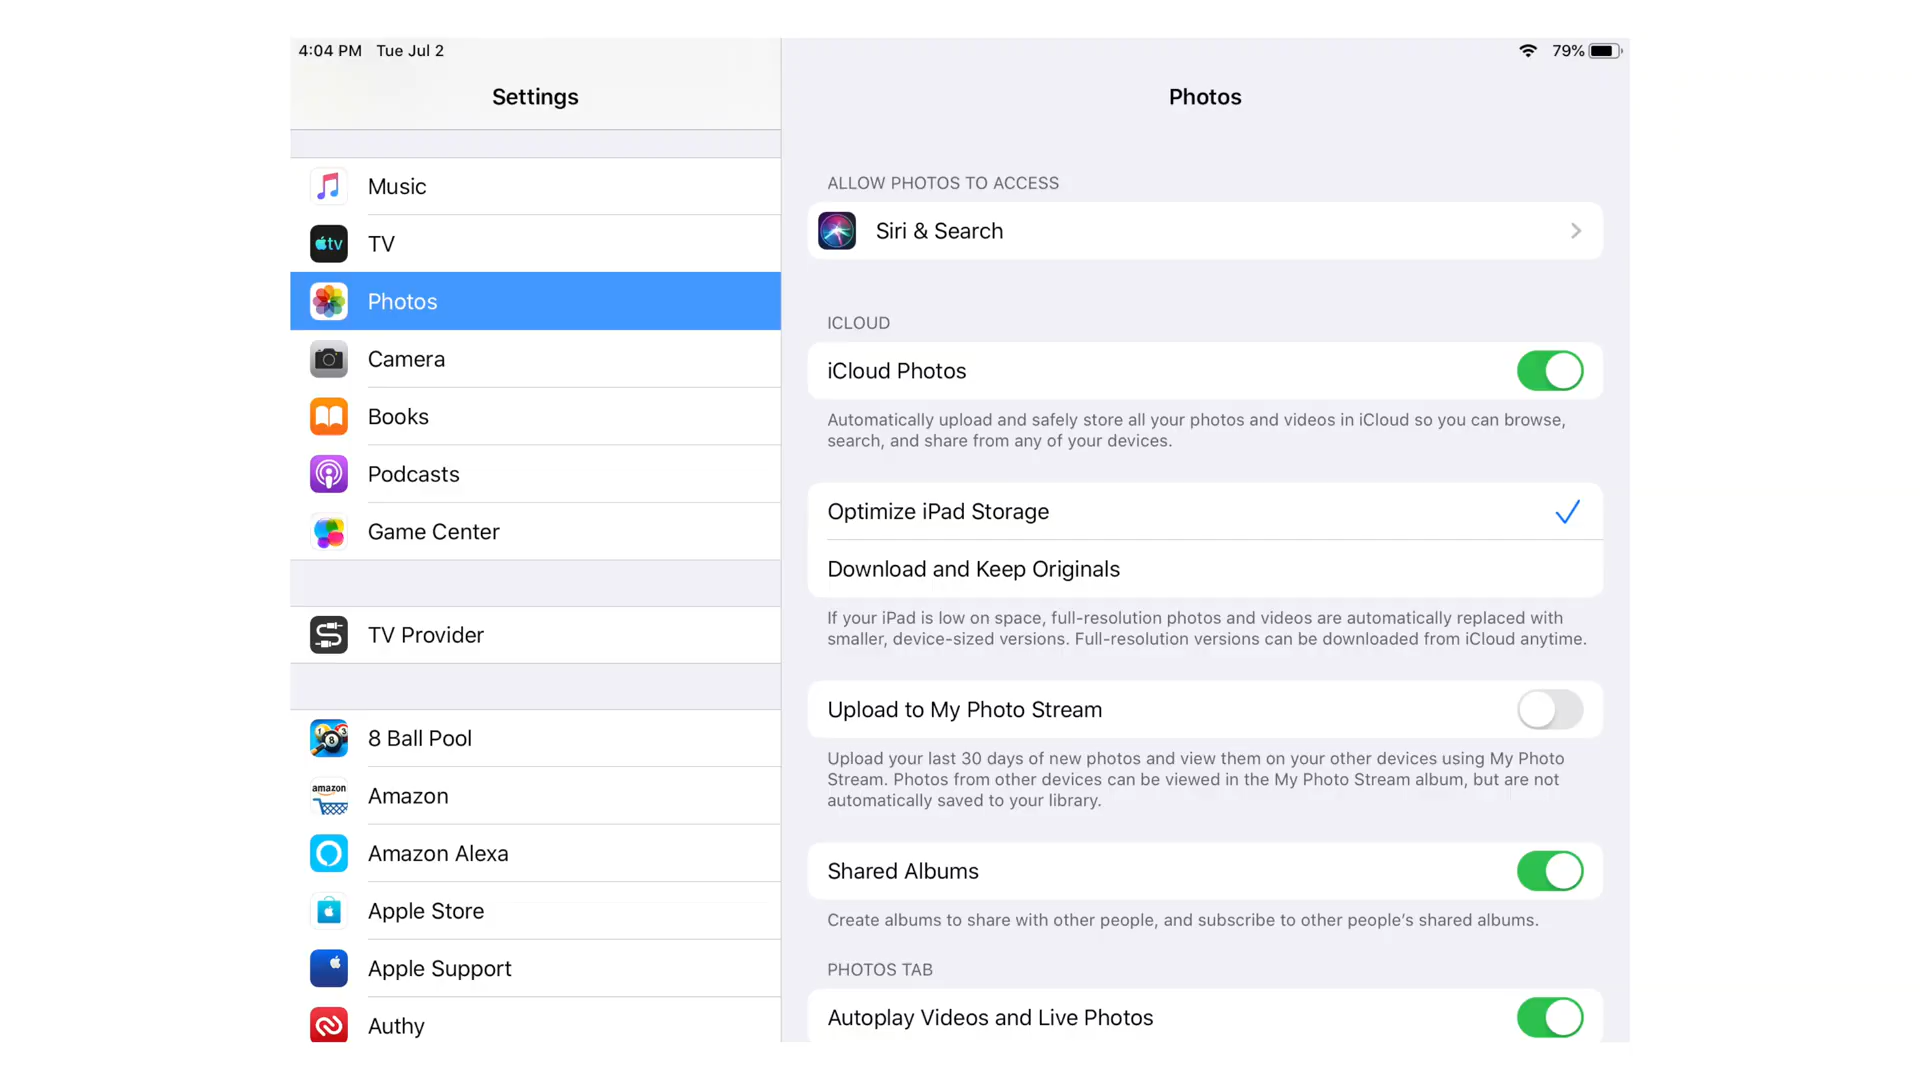 4:04 PM Tue Jul 2
79%
Settings
Music
tv
TV
Photos
Camera
Books
Podcasts
Game Center
TV Provider
8 Ball Pool
amazon
Amazon
Amazon Alexa
Apple Store
Apple Support
Authy
Photos
ALLOW PHOTOS TO ACCESS
Siri & Search
ICLOUD
iCloud Photos
Automatically upload and safely store all your photos and videos in iCloud so you can browse,
search, and share from any of your devices.
Optimize iPad Storage
Download and Keep Originals
If your iPad is low on space, full-resolution photos and videos are automatically replaced with
smaller, device-sized versions. Full-resolution versions can be downloaded from iCloud anytime.
Upload to My Photo Stream
Upload your last 30 days of new photos and view them on your other devices using My Photo
Stream. Photos from other devices can be viewed in the My Photo Stream album, but are not
automatically saved to your library.
Shared Albums
Create albums to share with other people, and subscribe to other people’s shared albums.
PHOTOS TAB
Autoplay Videos and Live Photos